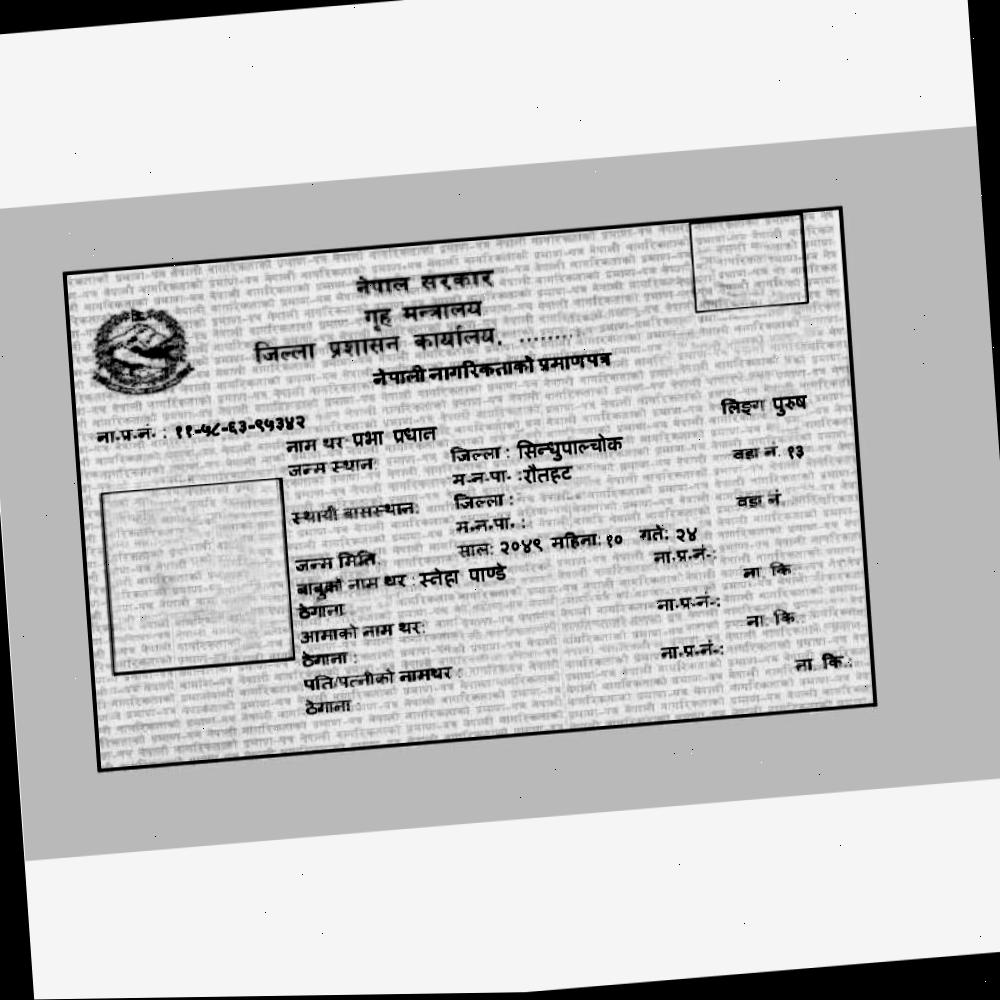 नेपाल सरकार
गृह मन्त्रालय
जिल्ला प्रशासन कार्यालय, .........
नेपाली नागरिकताको प्रमाणपत्र
लिङ्ग पुरुष
ना.प्र.नं. : ११-५८-६३-९५३४२
नाम थर: प्रभा प्रधान
जन्म स्थान: जिल्ला : सिन्धुपाल्चोक
म.न.पा. : रौतहट वडा नं. १३
स्थायी बासस्थान: जिल्ला :
म.न.पा. : वडा नं.
जन्म मिति: साल: २०४९ महिना: १० गते: २४
बाबुको नाम थर : स्नेहा पाण्डे ना.प्र.नं.:
ठेगाना : ना. कि.
आमाको नाम थर: ना.प्र.नं.:
ठेगाना : ना. कि.:
पति/पत्नीको नामथर : ना.प्र.नं.:
ठेगाना : ना. कि.: